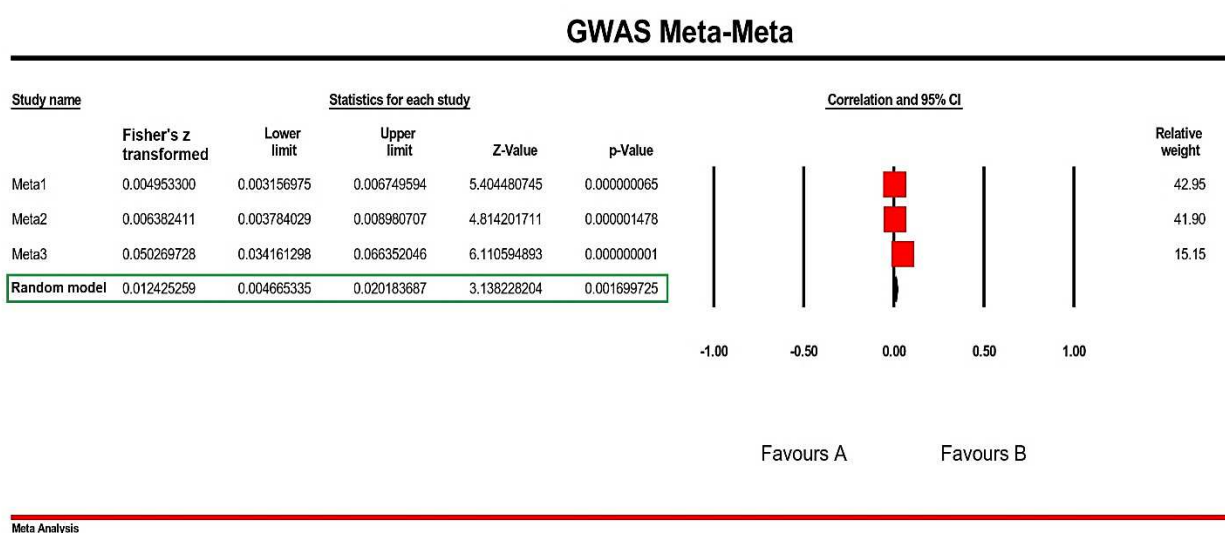 GWAS Meta-Meta
Study name Statistics for each study Correlation and 95% CI
Fisher's z transformed Lower limit Upper limit Z-Value p-Value Relative weight
Meta1 0.004953300 0.003156975 0.006749594 5.404480745 0.000000065 42.95
Meta2 0.006382411 0.003784029 0.008980707 4.814201711 0.000001478 41.90
Meta3 0.050269728 0.034161298 0.066352046 6.110594893 0.000000001 15.15
Random model 0.012425259 0.004665335 0.020183687 3.138228204 0.001699725
-1.00 -0.50 0.00 0.50 1.00
Favours A Favours B
Meta Analysis